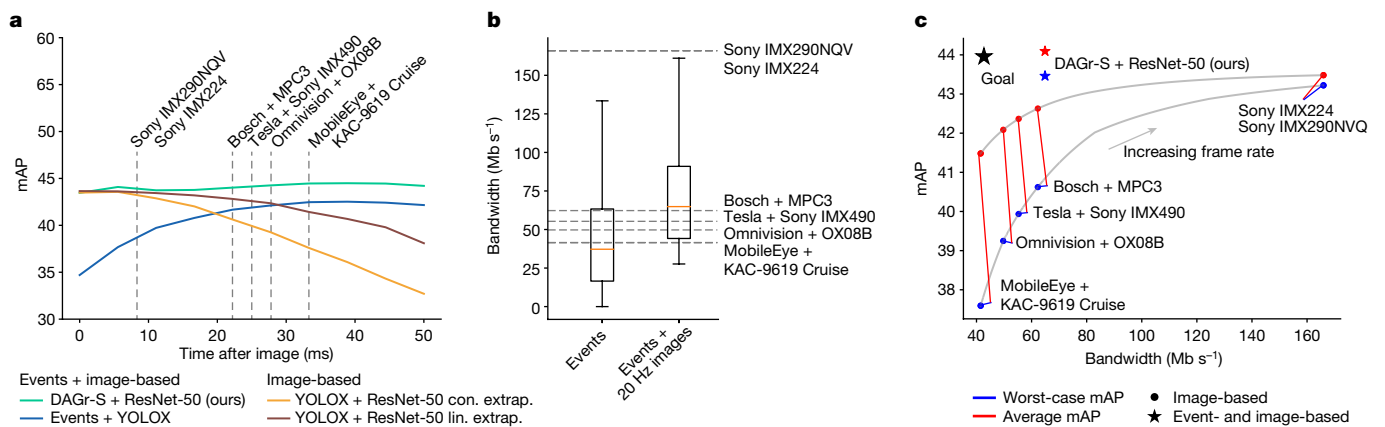 a
60
65
50
45
40
35
30
mAP
Sony IMX290NQV
Sony IMX224
Bosch + MPC3
Tesla + Sony IMX490
Omnivision + OX08B
MobileEye +
KAC-9619 Cruise
0
10
20
30
40
50
Time after image (ms)
Events + image-based
DAGr-S + ResNet-50 (ours)
Events + YOLOX
Image-based
YOLOX + ResNet-50 con. extrap.
YOLOX + ResNet-50 lin. extrap.
b
150
125
100
75
50
25
0
Bandwidth (Mb s⁻¹)
Sony IMX290NQV
Sony IMX224
Bosch + MPC3
Tesla + Sony IMX490
Omnivision + OX08B
MobileEye +
KAC-9619 Cruise
Events
Events +
20 Hz images
c
44
43
42
41
40
39
38
mAP
Goal
DAGr-S + ResNet-50 (ours)
Sony IMX224
Sony IMX290NVQ
Increasing frame rate
Bosch + MPC3
Tesla + Sony IMX490
Omnivision + OX08B
MobileEye +
KAC-9619 Cruise
40
60
80
100
120
140
160
Bandwidth (Mb s⁻¹)
Worst-case mAP
Average mAP
Image-based
Event- and image-based